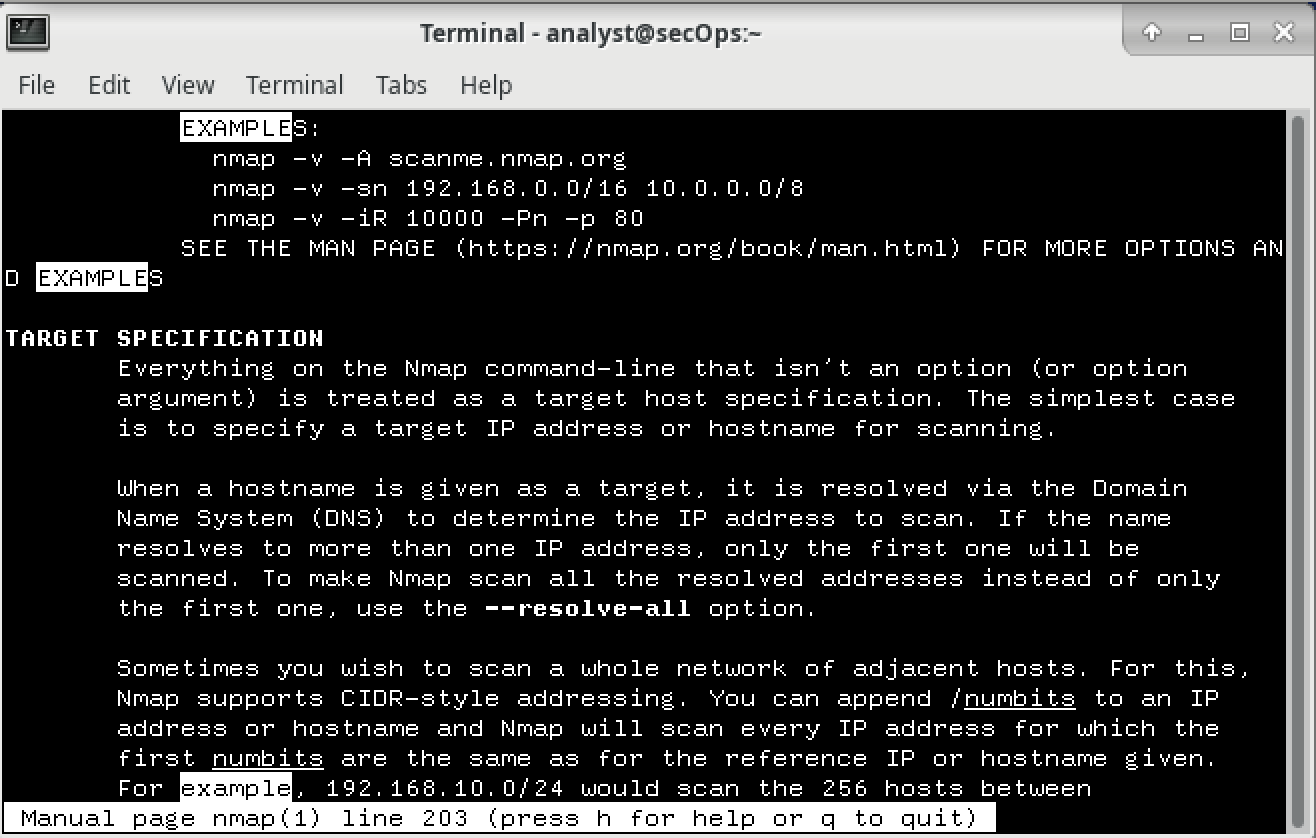 Terminal - analyst@secOps:~
File Edit View Terminal Tabs Help
EXAMPLES:
nmap -v -A scanme.nmap.org
nmap -v -sn 192.168.0.0/16 10.0.0.0/8
nmap -v -iR 10000 -Pn -p 80
SEE THE MAN PAGE (https://nmap.org/book/man.html) FOR MORE OPTIONS AN
D EXAMPLES
TARGET SPECIFICATION
Everything on the Nmap command-line that isn't an option (or option
argument) is treated as a target host specification. The simplest case
is to specify a target IP address or hostname for scanning.
When a hostname is given as a target, it is resolved via the Domain
Name System (DNS) to determine the IP address to scan. If the name
resolves to more than one IP address, only the first one will be
scanned. To make Nmap scan all the resolved addresses instead of only
the first one, use the --resolve-all option.
Sometimes you wish to scan a whole network of adjacent hosts. For this,
Nmap supports CIDR-style addressing. You can append /numbits to an IP
address or hostname and Nmap will scan every IP address for which the
first numbits are the same as for the reference IP or hostname given.
For example, 192.168.10.0/24 would scan the 256 hosts between
Manual page nmap(1) line 203 (press h for help or q to quit)